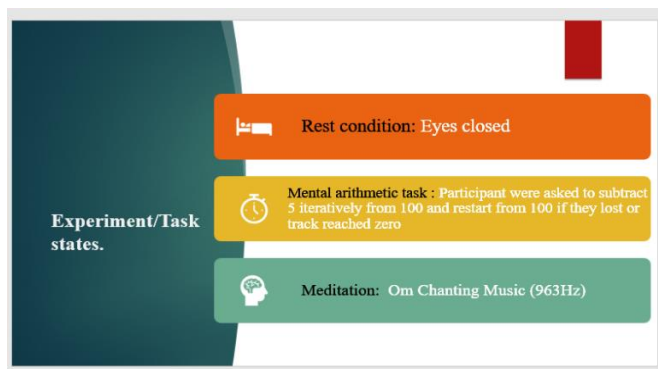 Experiment/Task
states.
Rest condition: Eyes closed
Mental arithmetic task : Participant were asked to subtract
5 iteratively from 100 and restart from 100 if they lost or
track reached zero
Meditation:  Om Chanting Music (963Hz)